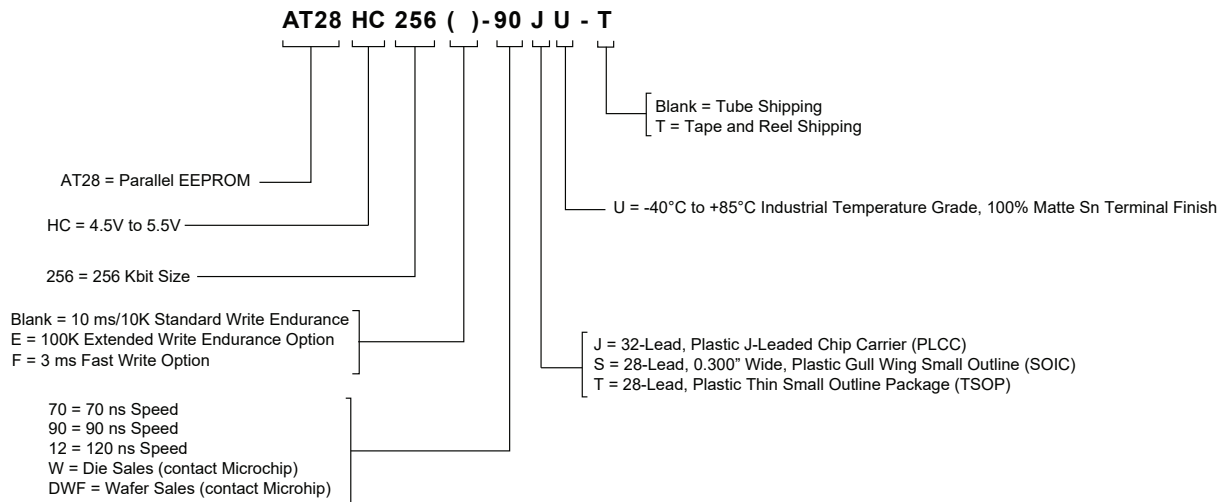 AT28 HC 256 ( )-90 J U - T
Blank = Tube Shipping
T = Tape and Reel Shipping
AT28 = Parallel EEPROM
U = -40°C to +85°C Industrial Temperature Grade, 100% Matte Sn Terminal Finish
HC = 4.5V to 5.5V
256 = 256 Kbit Size
Blank = 10 ms/10K Standard Write Endurance
E = 100K Extended Write Endurance Option
F = 3 ms Fast Write Option
J = 32-Lead, Plastic J-Leaded Chip Carrier (PLCC)
S = 28-Lead, 0.300” Wide, Plastic Gull Wing Small Outline (SOIC)
T = 28-Lead, Plastic Thin Small Outline Package (TSOP)
70 = 70 ns Speed
90 = 90 ns Speed
12 = 120 ns Speed
W = Die Sales (contact Microchip)
DWF = Wafer Sales (contact Microhip)